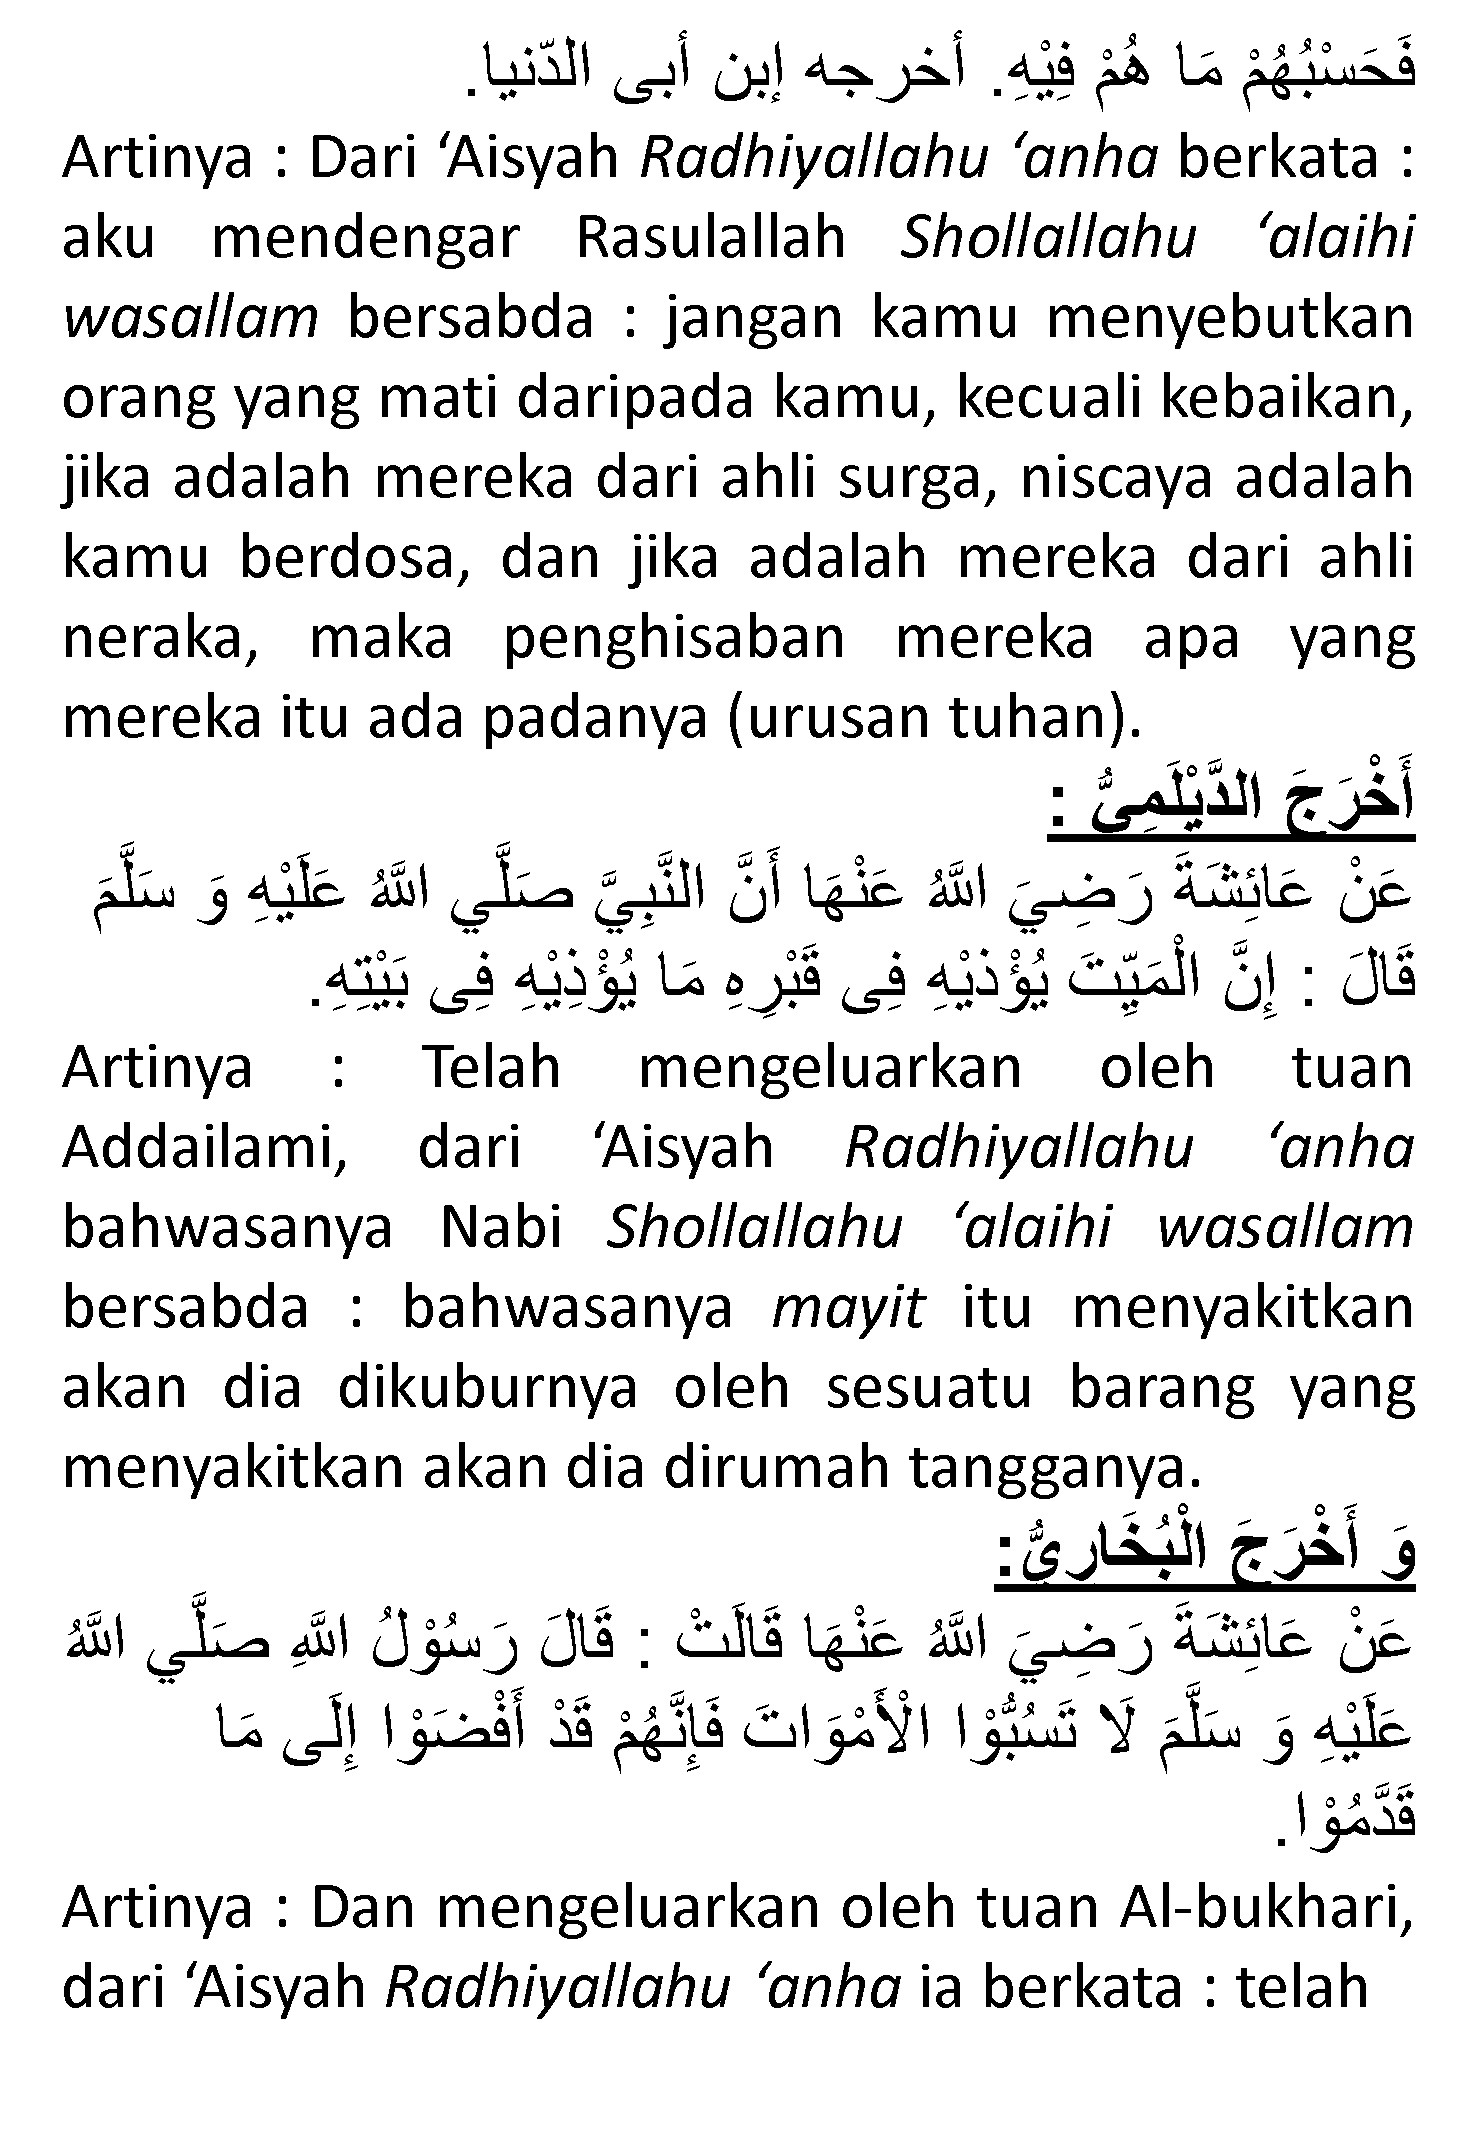 فَحَسْبُهُمْ مَا هُمْ فِيْهِ. أخرجه إبن أبى الدّنيا.
Artinya : Dari ‘Aisyah Radhiyallahu ‘anha berkata :
aku mendengar Rasulallah Shollallahu ‘alaihi
wasallam bersabda : jangan kamu menyebutkan
orang yang mati daripada kamu, kecuali kebaikan,
jika adalah mereka dari ahli surga, niscaya adalah
kamu berdosa, dan jika adalah mereka dari ahli
neraka, maka penghisaban mereka apa yang
mereka itu ada padanya (urusan tuhan).
أَخْرَجَ الدَّيْلَمِىُّ :
عَنْ عَائِشَةَ رَضِيَ اللَّهُ عَنْهَا أَنَّ النَّبِيَّ صَلَّي اللَّهُ عَلَيْهِ وَ سَلَّمَ
قَالَ : إِنَّ الْمَيِّتَ يُؤْذيْهِ فِى قَبْرِهِ مَا يُؤْذِيْهِ فِى بَيْتِهِ.
Artinya : Telah mengeluarkan oleh tuan
Addailami, dari ‘Aisyah Radhiyallahu ‘anha
bahwasanya Nabi Shollallahu ‘alaihi wasallam
bersabda : bahwasanya mayit itu menyakitkan
akan dia dikuburnya oleh sesuatu barang yang
menyakitkan akan dia dirumah tangganya.
وَ أَخْرَجَ الْبُخَارِىُّ:
عَنْ عَائِشَةَ رَضِيَ اللَّهُ عَنْهَا قَالَتْ : قَالَ رَسُوْلُ اللَّهِ صَلَّي اللَّهُ
عَلَيْهِ وَ سَلَّمَ لَا تَسُبُّوْا الْأَمْوَاتَ فَإِنَّهُمْ قَدْ أَفْضَوْا إِلَى مَا
قَدَّمُوْا.
Artinya : Dan mengeluarkan oleh tuan Al-bukhari,
dari ‘Aisyah Radhiyallahu ‘anha ia berkata : telah